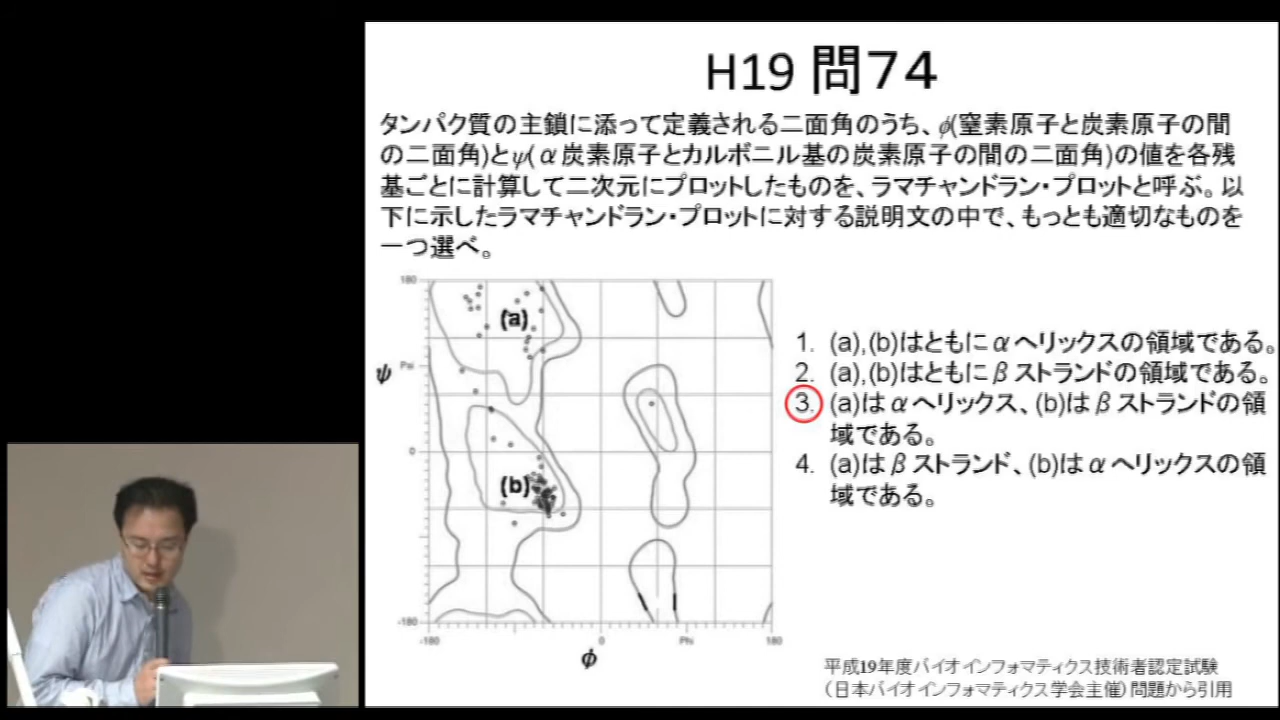 H19 問７４
タンパク質の主鎖に添って定義される二面角のうち、φ(窒素原子と炭素原子の間
の二面角)とψ(α炭素原子とカルボニル基の炭素原子の間の二面角)の値を各残
基ごとに計算して二次元にプロットしたものを、ラマチャンドラン・プロットと呼ぶ。以
下に示したラマチャンドラン・プロットに対する説明文の中で、もっとも適切なものを
一つ選べ。
180
(a)
ψ
Psi
0
(b)
-180
-180
0
Phi
180
φ
1. (a),(b)はともにαヘリックスの領域である。
2. (a),(b)はともにβストランドの領域である。
3. (a)はαヘリックス、(b)はβストランドの領
域である。
4. (a)はβストランド、(b)はαヘリックスの領
域である。
平成19年度バイオインフォマティクス技術者認定試験
（日本バイオインフォマティクス学会主催）問題から引用